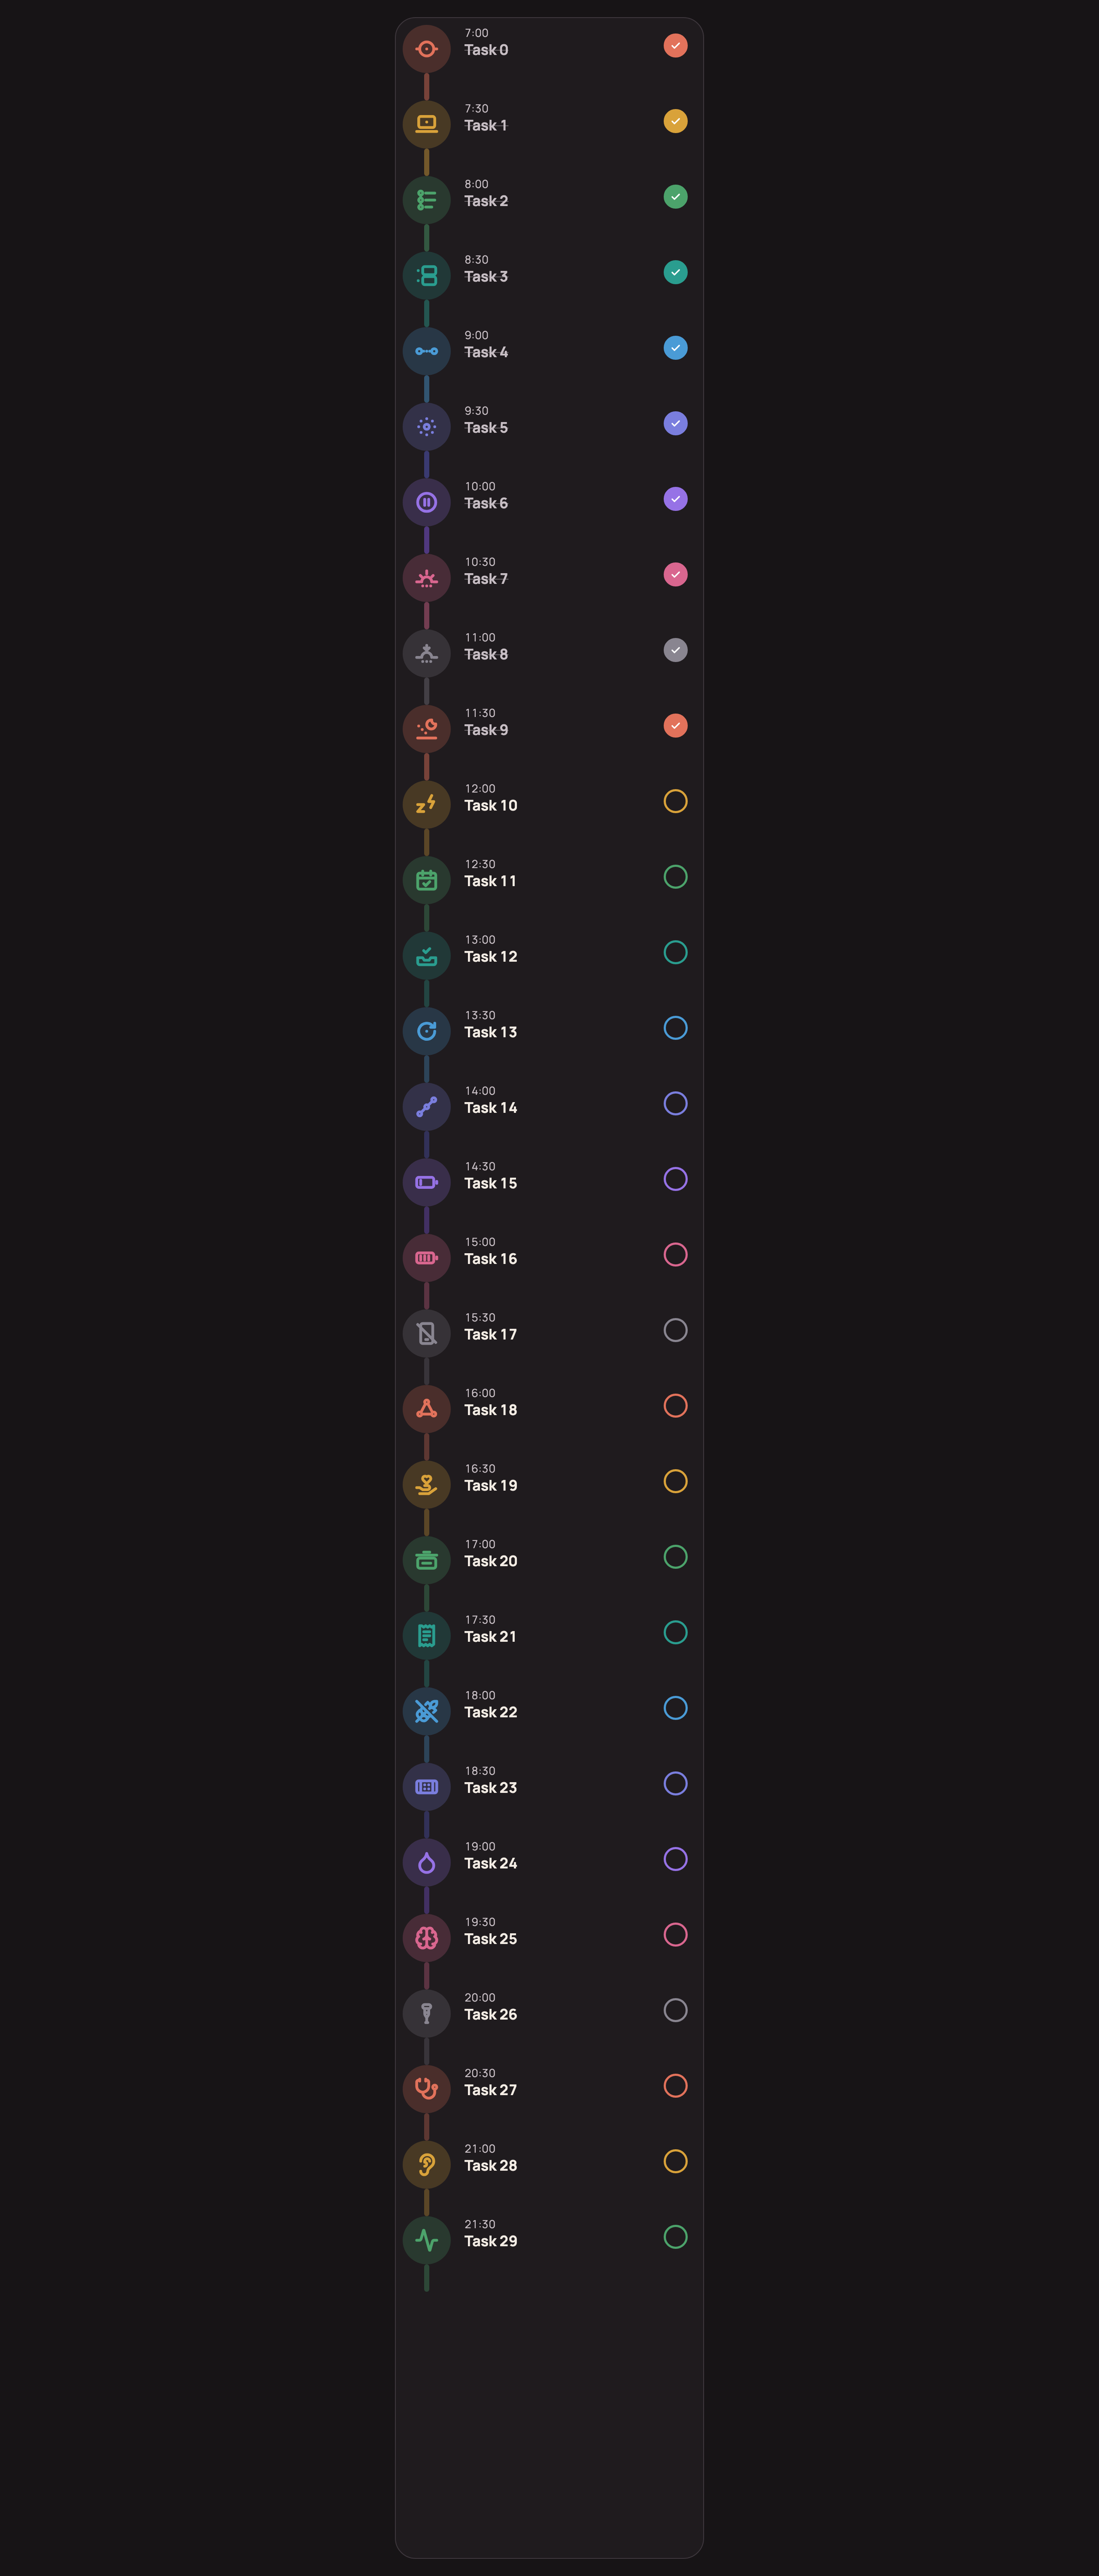 7:00
Task 0
7:30
Task 1
8:00
Task 2
8:30
Task 3
9:00
Task 4
9:30
Task 5
10:00
Task 6
10:30
Task 7
11:00
Task 8
11:30
Task 9
12:00
Task 10
12:30
Task 11
13:00
Task 12
13:30
Task 13
14:00
Task 14
14:30
Task 15
15:00
Task 16
15:30
Task 17
16:00
Task 18
16:30
Task 19
17:00
Task 20
17:30
Task 21
18:00
Task 22
18:30
Task 23
19:00
Task 24
19:30
Task 25
20:00
Task 26
20:30
Task 27
21:00
Task 28
21:30
Task 29